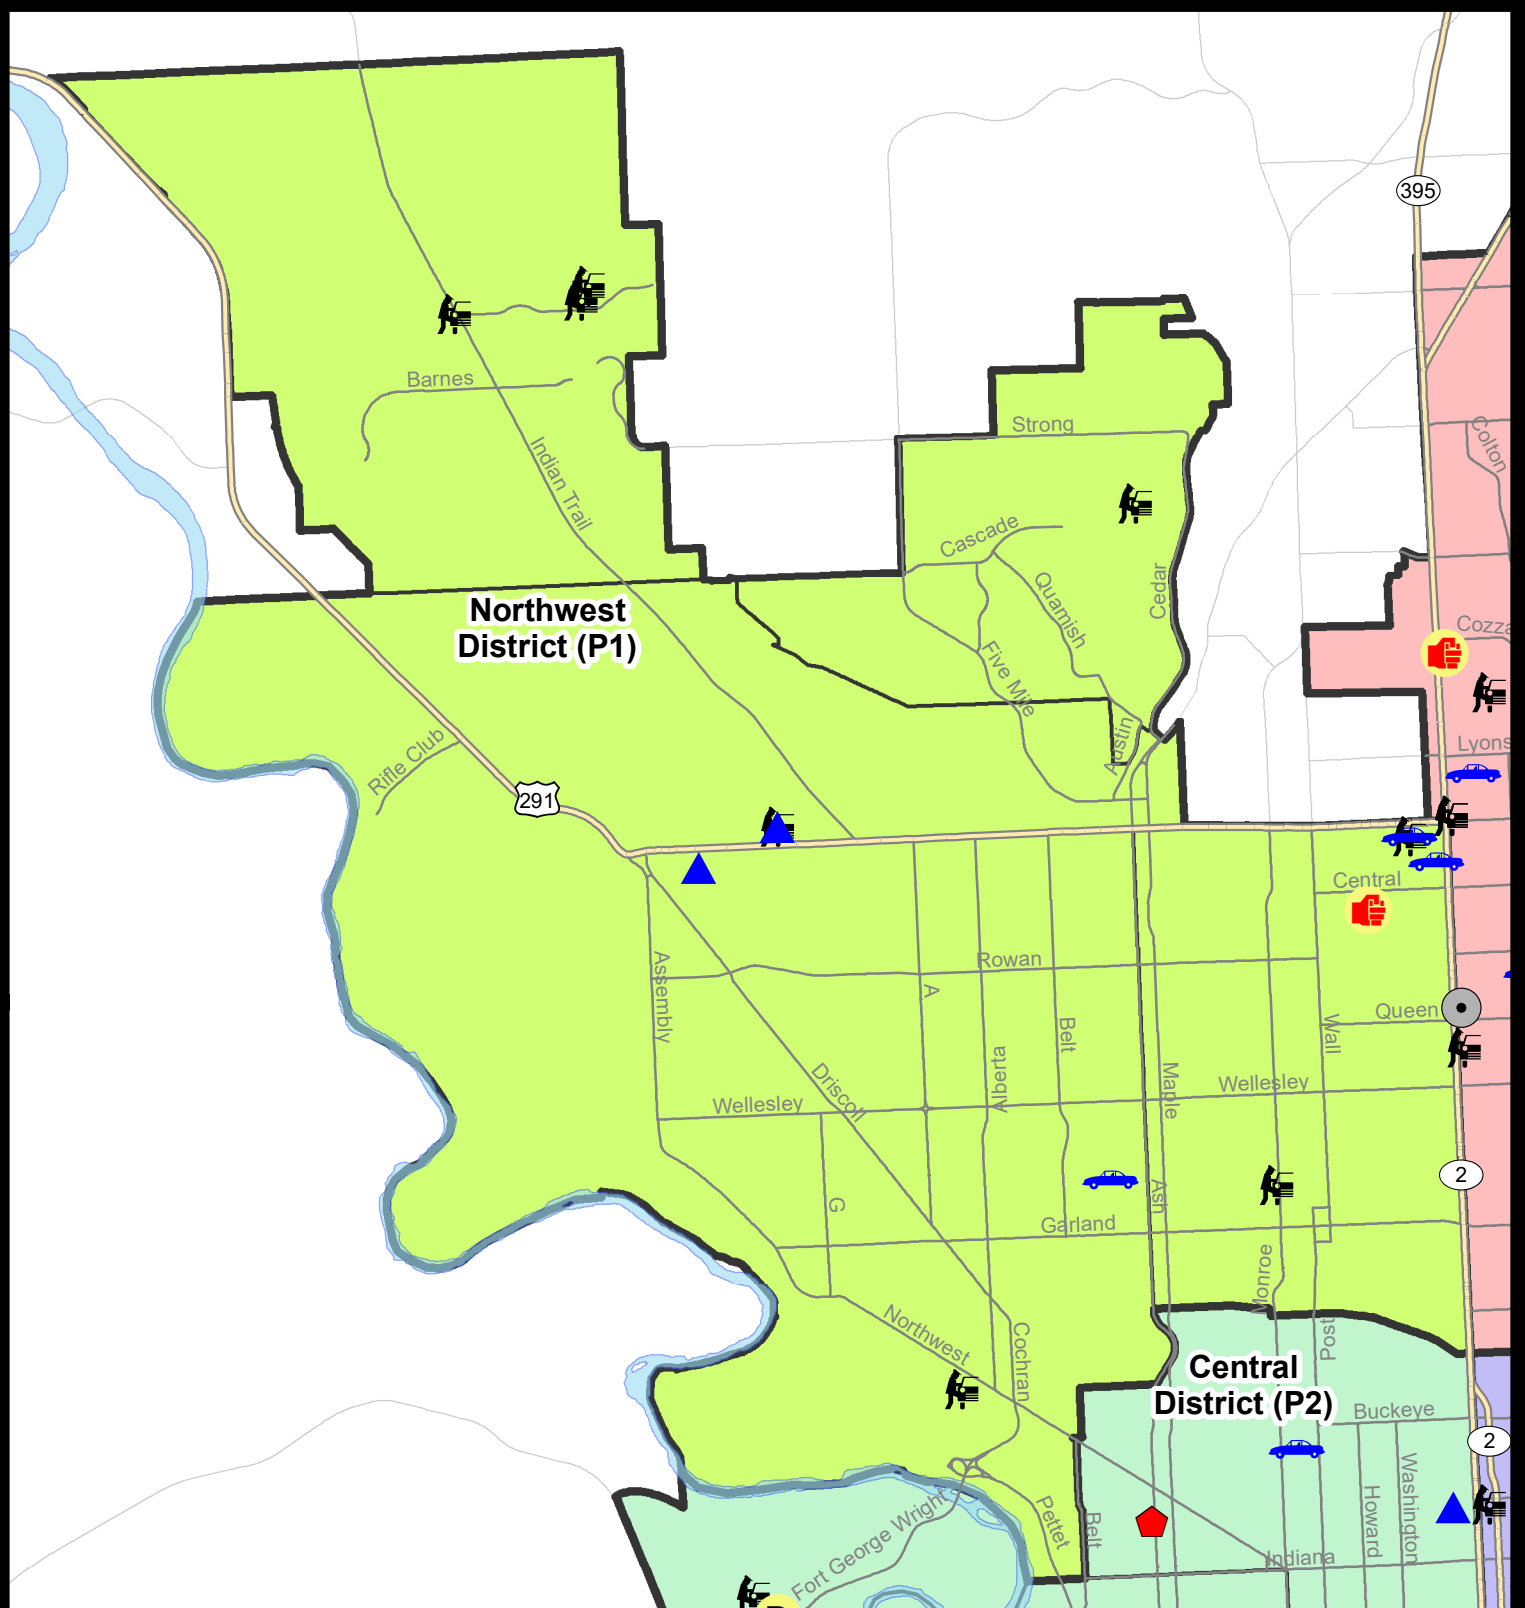 395
Barnes
Strong
Colton
Indian Trail
Cascade
Quamish
Cedar
Northwest
District (P1)
Cozza
Five Mile
Austin
Lyons
Rifle Club
291
Central
Assembly
Rowan
A
Queen
Belt
Wall
Alberta
Driscoll
Maple
Wellesley
Wellesley
2
G
Ash
Garland
Monroe
Northwest
Cochran
Post
Central
District (P2)
Buckeye
2
Fort George Wright
Pettet
Belt
Howard
Washington
Indiana